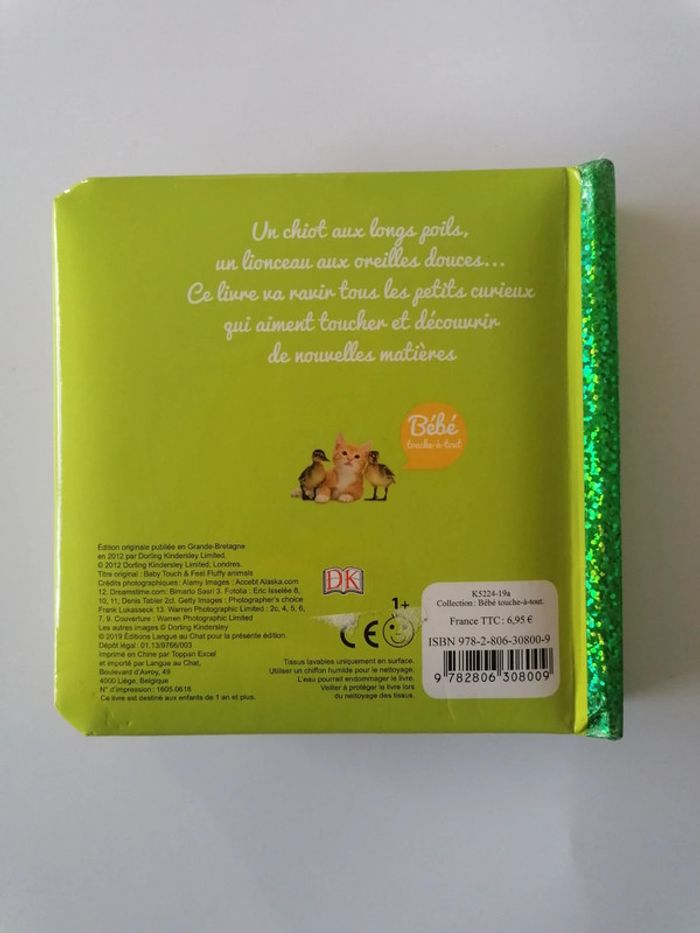 Un chiot aux longs poils,
un lionceau aux oreilles douces...
Ce livre va ravir tous les petits curieux
qui aiment toucher et découvrir
de nouvelles matières
Bébé
touche-à-tout
Édition originale publiée en Grande-Bretagne
en 2012 par Dorling Kindersley Limited.
© 2012 Dorling Kindersley Limited, Londres.
Titre original : Baby Touch & Feel Fluffy animals
Crédits photographiques : Alamy Images : Accebt Alaska.com
12, Dreamstime.com : Bimarto Sasri 3. Fotolia : Eric Isselée 8,
10, 11, Denis Tabler 2cl. Getty Images : Photographer's choice
Frank Lukasseck 13. Warren Photographic Limited : 2c, 4, 5, 6,
7, 9. Couverture : Warren Photographic Limited
Les autres images © Dorling Kindersley
© 2019 Éditions Langue au Chat pour la présente édition.
Dépôt légal : 01.13/9766/003
Imprimé en Chine par Toppan Excel
et importé par Langue au Chat,
Boulevard d'Avroy, 49
4000 Liège, Belgique
N° d'impression : 1605 0618
Ce livre est destiné aux enfants de 1 an et plus.
DK
1+
CE
Tissus lavables uniquement en surface.
Utiliser un chiffon humide pour le nettoyage.
L'eau pourrait endommager le livre.
Veiller à protéger le livre lors
du nettoyage des tissus.
K5224-19a
Collection : Bébé touche-à-tout.
France TTC : 6,95 €
ISBN 978-2-806-30800-9
9 782806 308009